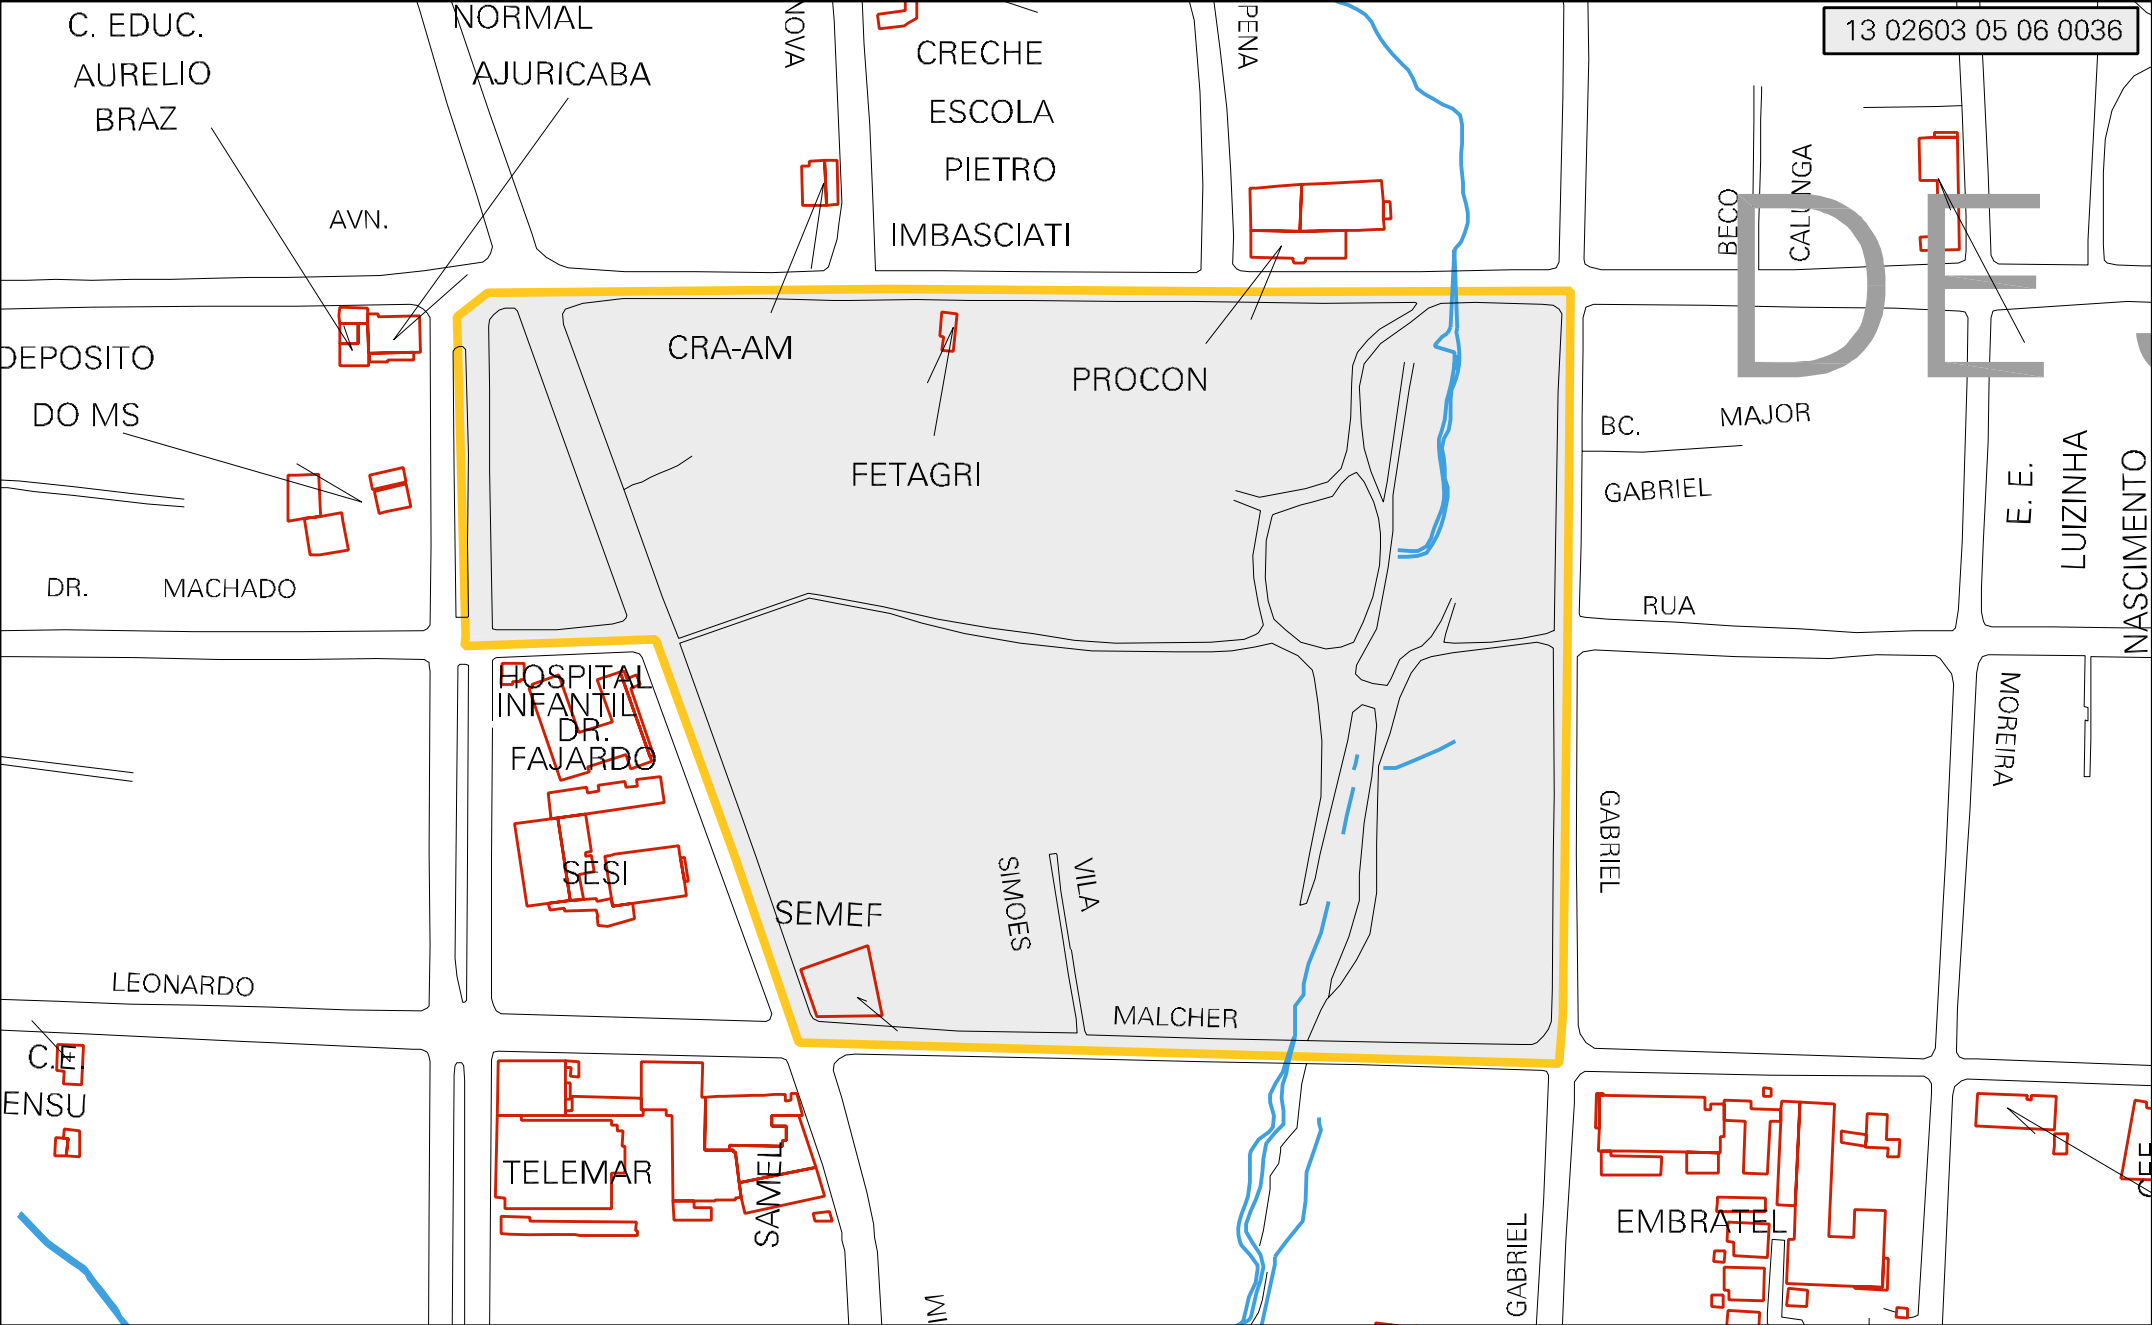 13 02603 05 06 0036
C. EDUC.
AURELIO
BRAZ
NORMAL
AJURICABA
NOVA
CRECHE
ESCOLA
PIETRO
IMBASCIATI
PENA
BECO
CALUNGA
DE
AVN.
DEPOSITO
DO MS
CRA-AM
PROCON
FETAGRI
BC.
MAJOR
GABRIEL
E. E.
LUIZINHA
NASCIMENTO
DR.
MACHADO
RUA
HOSPITAL
INFANTIL
DR.
FAJARDO
SESI
SEMEF
SIMOES
VILA
GABRIEL
MOREIRA
LEONARDO
MALCHER
C.E.
ENSU
TELEMAR
SAMEL
EMBRATEL
GABRIEL